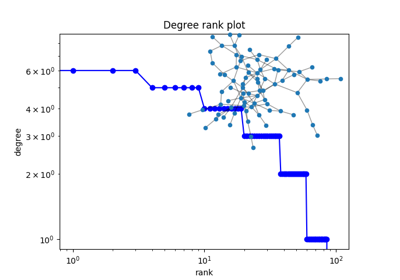 Degree rank plot
degree
6 × 10⁰
4 × 10⁰
3 × 10⁰
2 × 10⁰
10⁰
10⁰
10¹
10²
rank